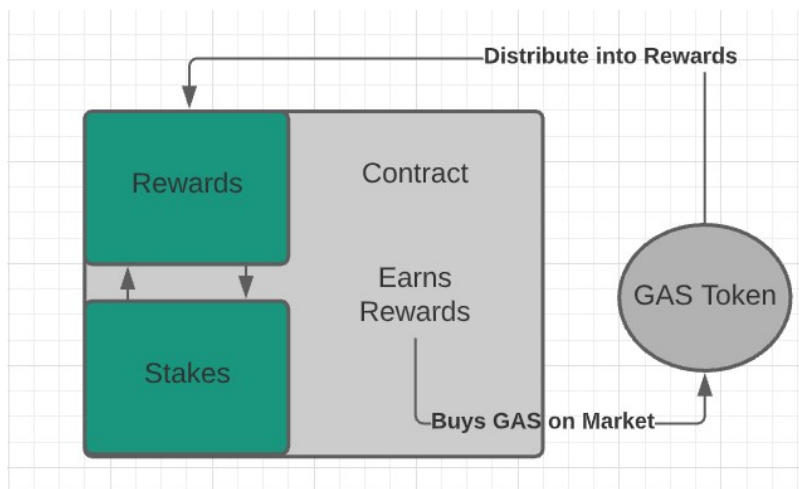 Distribute into Rewards
Rewards
Contract
Earns
Rewards
GAS Token
Stakes
Buys GAS on Market